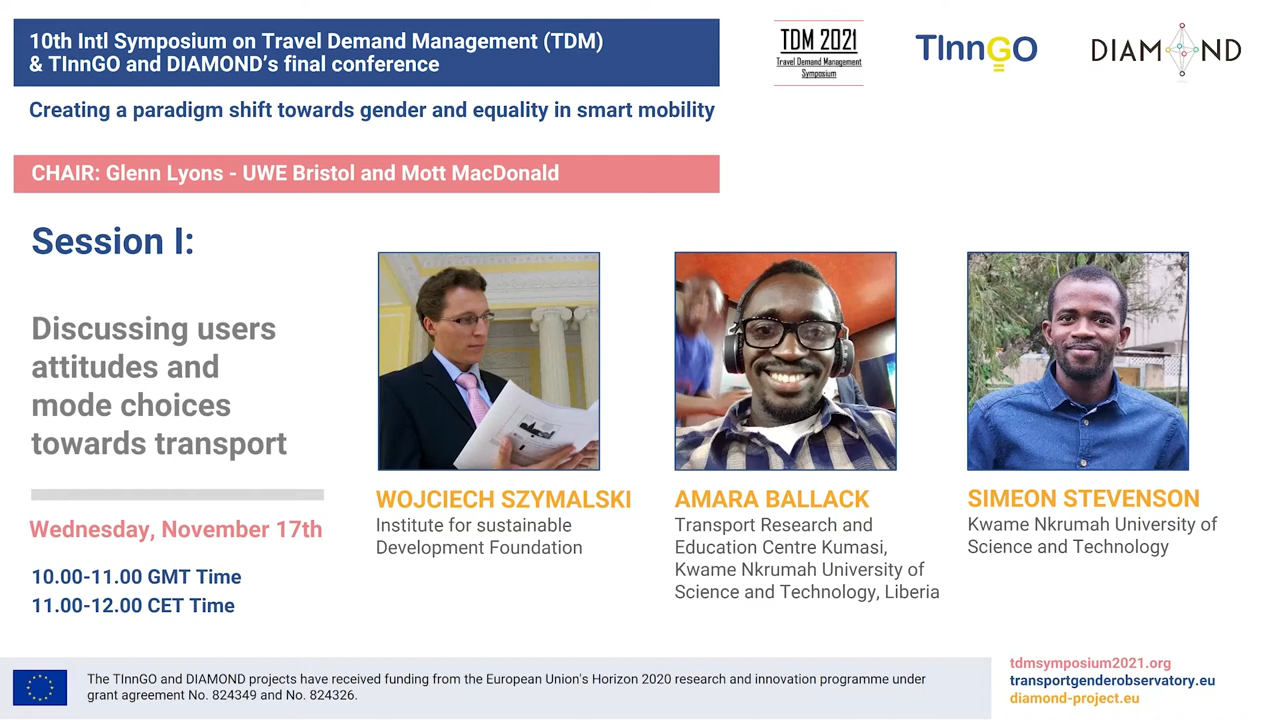 10th Intl Symposium on Travel Demand Management (TDM)
& TInnGO and DIAMOND's final conference
TDM 2021
Travel Demand Management
Symposium
TInnGO
DIAMOND
Creating a paradigm shift towards gender and equality in smart mobility
CHAIR: Glenn Lyons - UWE Bristol and Mott MacDonald
Session I:
Discussing users
attitudes and
mode choices
towards transport
Wednesday, November 17th
10.00-11.00 GMT Time
11.00-12.00 CET Time
WOJCIECH SZYMALSKI
Institute for sustainable
Development Foundation
AMARA BALLACK
Transport Research and
Education Centre Kumasi,
Kwame Nkrumah University of
Science and Technology, Liberia
SIMEON STEVENSON
Kwame Nkrumah University of
Science and Technology
The TInnGO and DIAMOND projects have received funding from the European Union's Horizon 2020 research and innovation programme under
grant agreement No. 824349 and No. 824326.
tdmsymposium2021.org
transportgenderobservatory.eu
diamond-project.eu